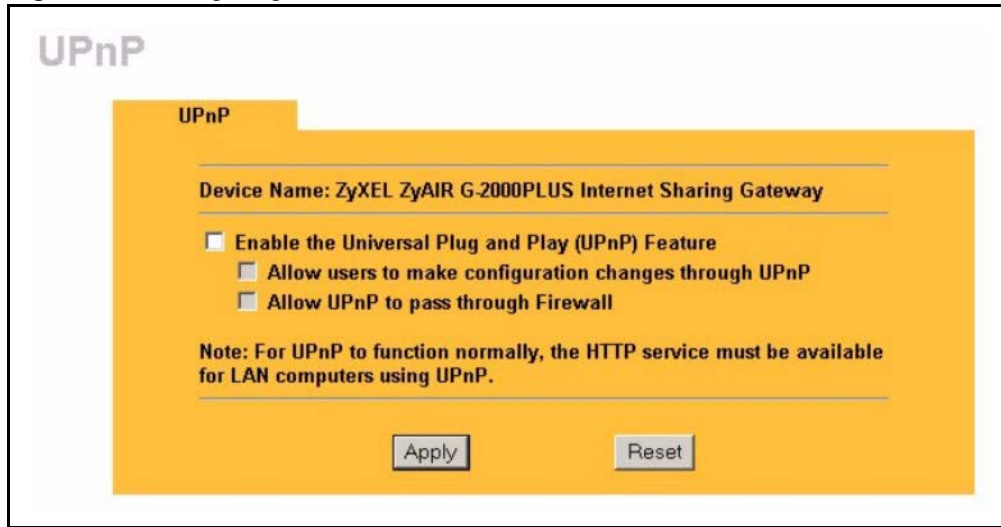 UPnP
UPnP
Device Name: ZyXEL ZyAIR G-2000PLUS Internet Sharing Gateway
Enable the Universal Plug and Play (UPnP) Feature
Allow users to make configuration changes through UPnP
Allow UPnP to pass through Firewall
Note: For UPnP to function normally, the HTTP service must be available
for LAN computers using UPnP.
Apply Reset